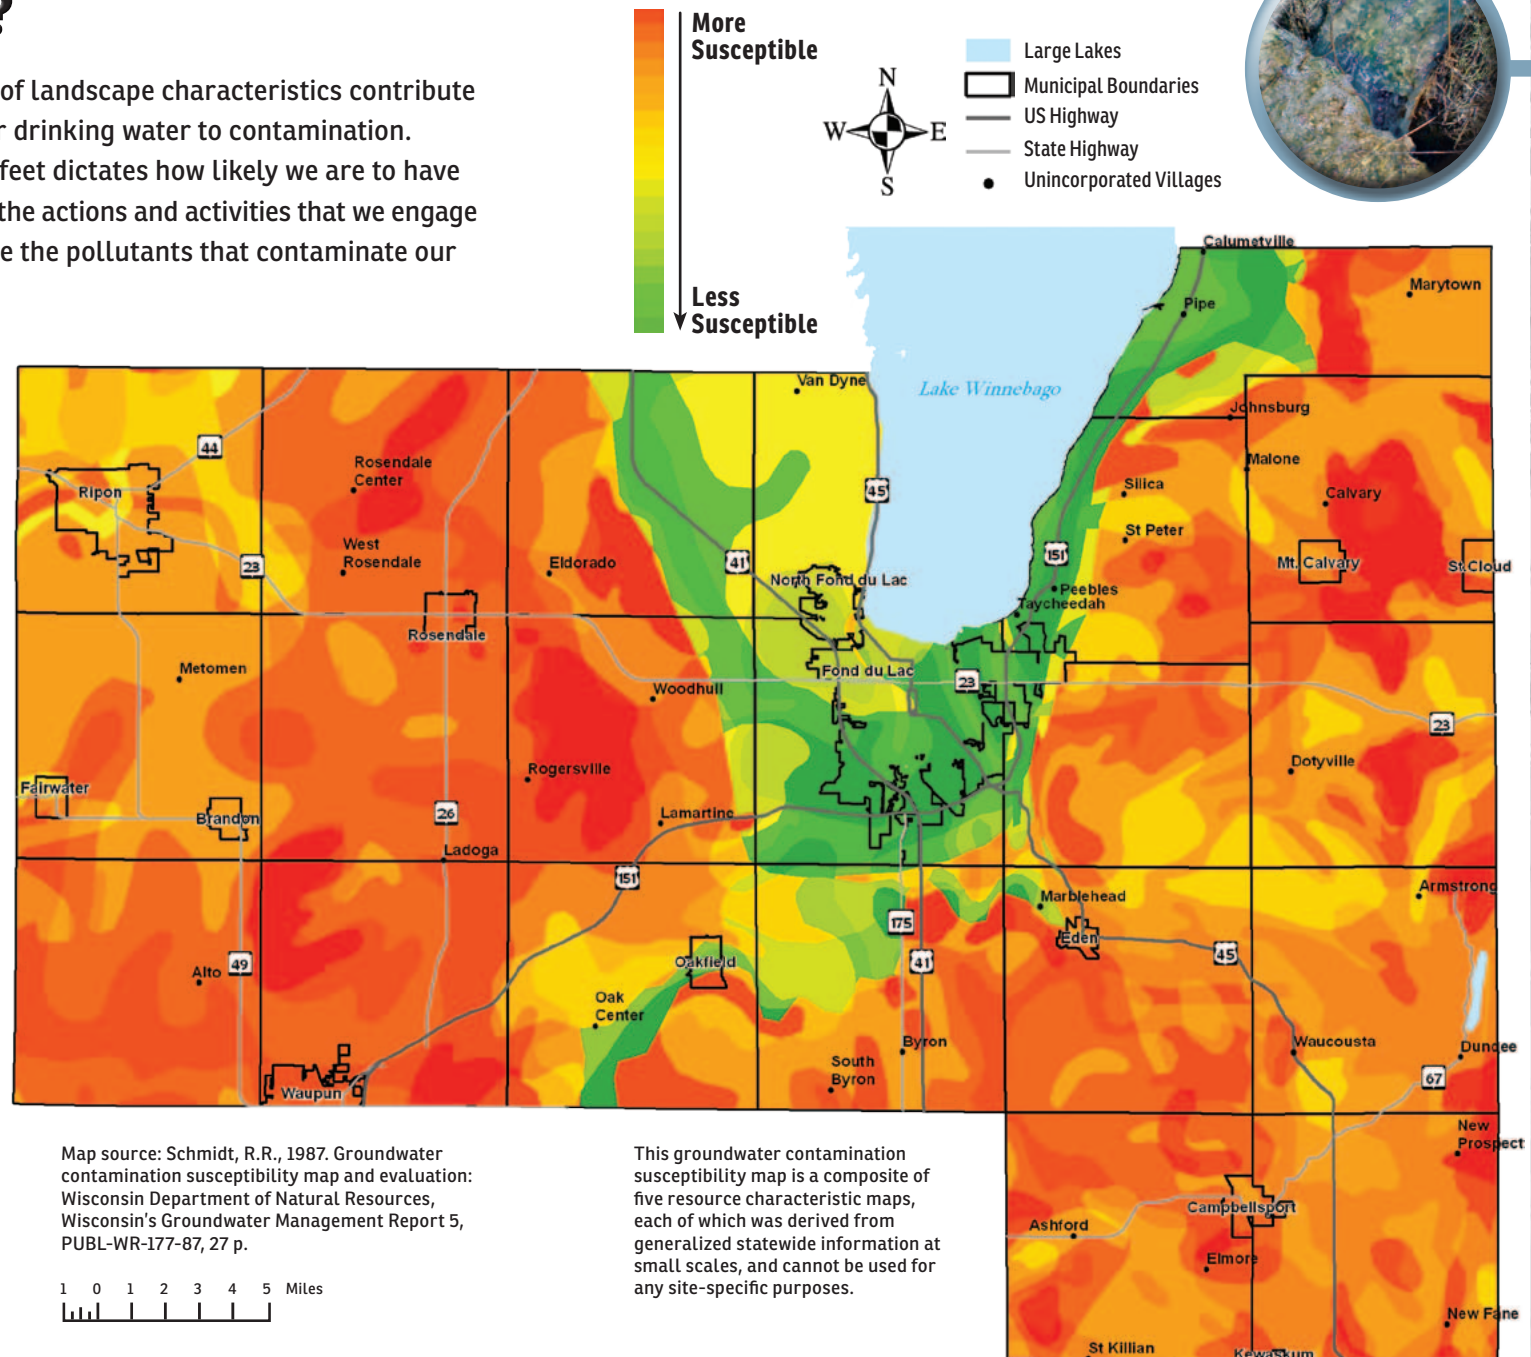 ?
of landscape characteristics contribute
r drinking water to contamination.
feet dictates how likely we are to have
the actions and activities that we engage
e the pollutants that contaminate our
More
Susceptible
Less
Susceptible
N
W E
S
Large Lakes
Municipal Boundaries
US Highway
State Highway
Unincorporated Villages
Calumetville
Marytown
Pipe
Van Dyne
Lake Winnebago
Johnsburg
44
Rosendale
Center
Malone
Silica
Calvary
Ripon
45
St Peter
West
Rosendale
Eldorado
41
151
Mt. Calvary
St.Cloud
23
North Fond du Lac
Peebles
Taycheedah
Rosendale
Metomen
Fond du Lac
23
Woodhull
23
Rogersville
Dotyville
Fairwater
Brandon
26
Lamartine
Ladoga
151
Marblehead
Armstrong
175
Eden
45
Alto
49
Oakfield
41
Oak
Center
Byron
Waucousta
Dundee
South
Byron
67
Waupun
New
Prospect
Campbellsport
Ashford
Elmore
New Fane
St Killian
Kewaskum
Map source: Schmidt, R.R., 1987. Groundwater
contamination susceptibility map and evaluation:
Wisconsin Department of Natural Resources,
Wisconsin's Groundwater Management Report 5,
PUBL-WR-177-87, 27 p.
1 0 1 2 3 4 5 Miles
This groundwater contamination
susceptibility map is a composite of
five resource characteristic maps,
each of which was derived from
generalized statewide information at
small scales, and cannot be used for
any site-specific purposes.